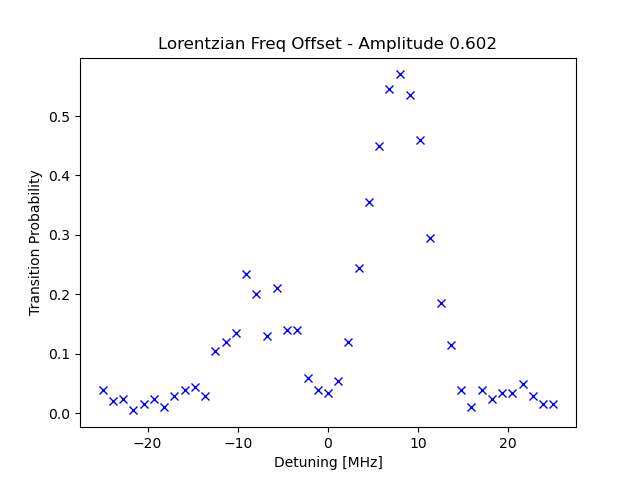 Lorentzian Freq Offset - Amplitude 0.602
Transition Probability
0.5
0.4
0.3
0.2
0.1
0.0
−20 −10 0 10 20
Detuning [MHz]